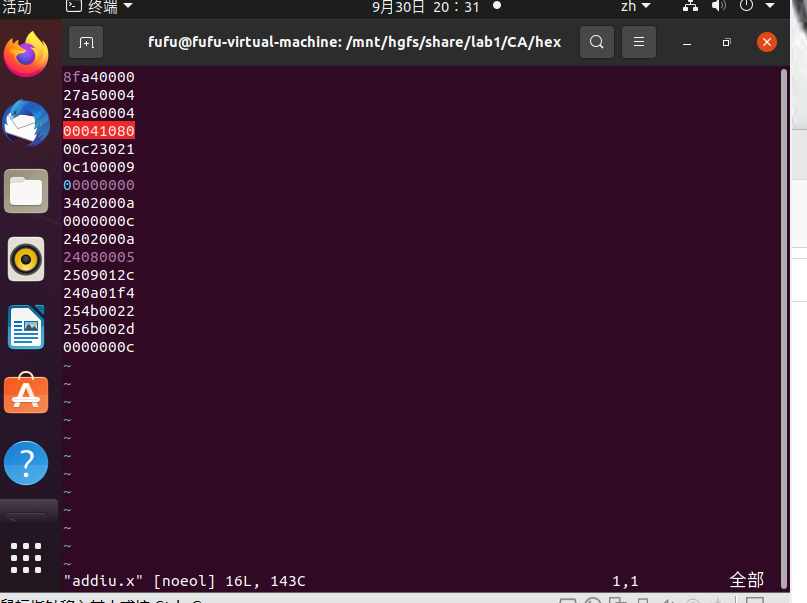 活动
终端
9月30日 20：31
zh
fufu@fufu-virtual-machine: /mnt/hgfs/share/lab1/CA/hex
8fa40000
27a50004
24a60004
00041080
00c23021
0c100009
00000000
3402000a
0000000c
2402000a
24080005
2509012c
240a01f4
254b0022
256b002d
0000000c
~
~
~
~
~
~
~
~
~
~
~
~
"addiu.x" [noeol] 16L, 143C
1,1
全部